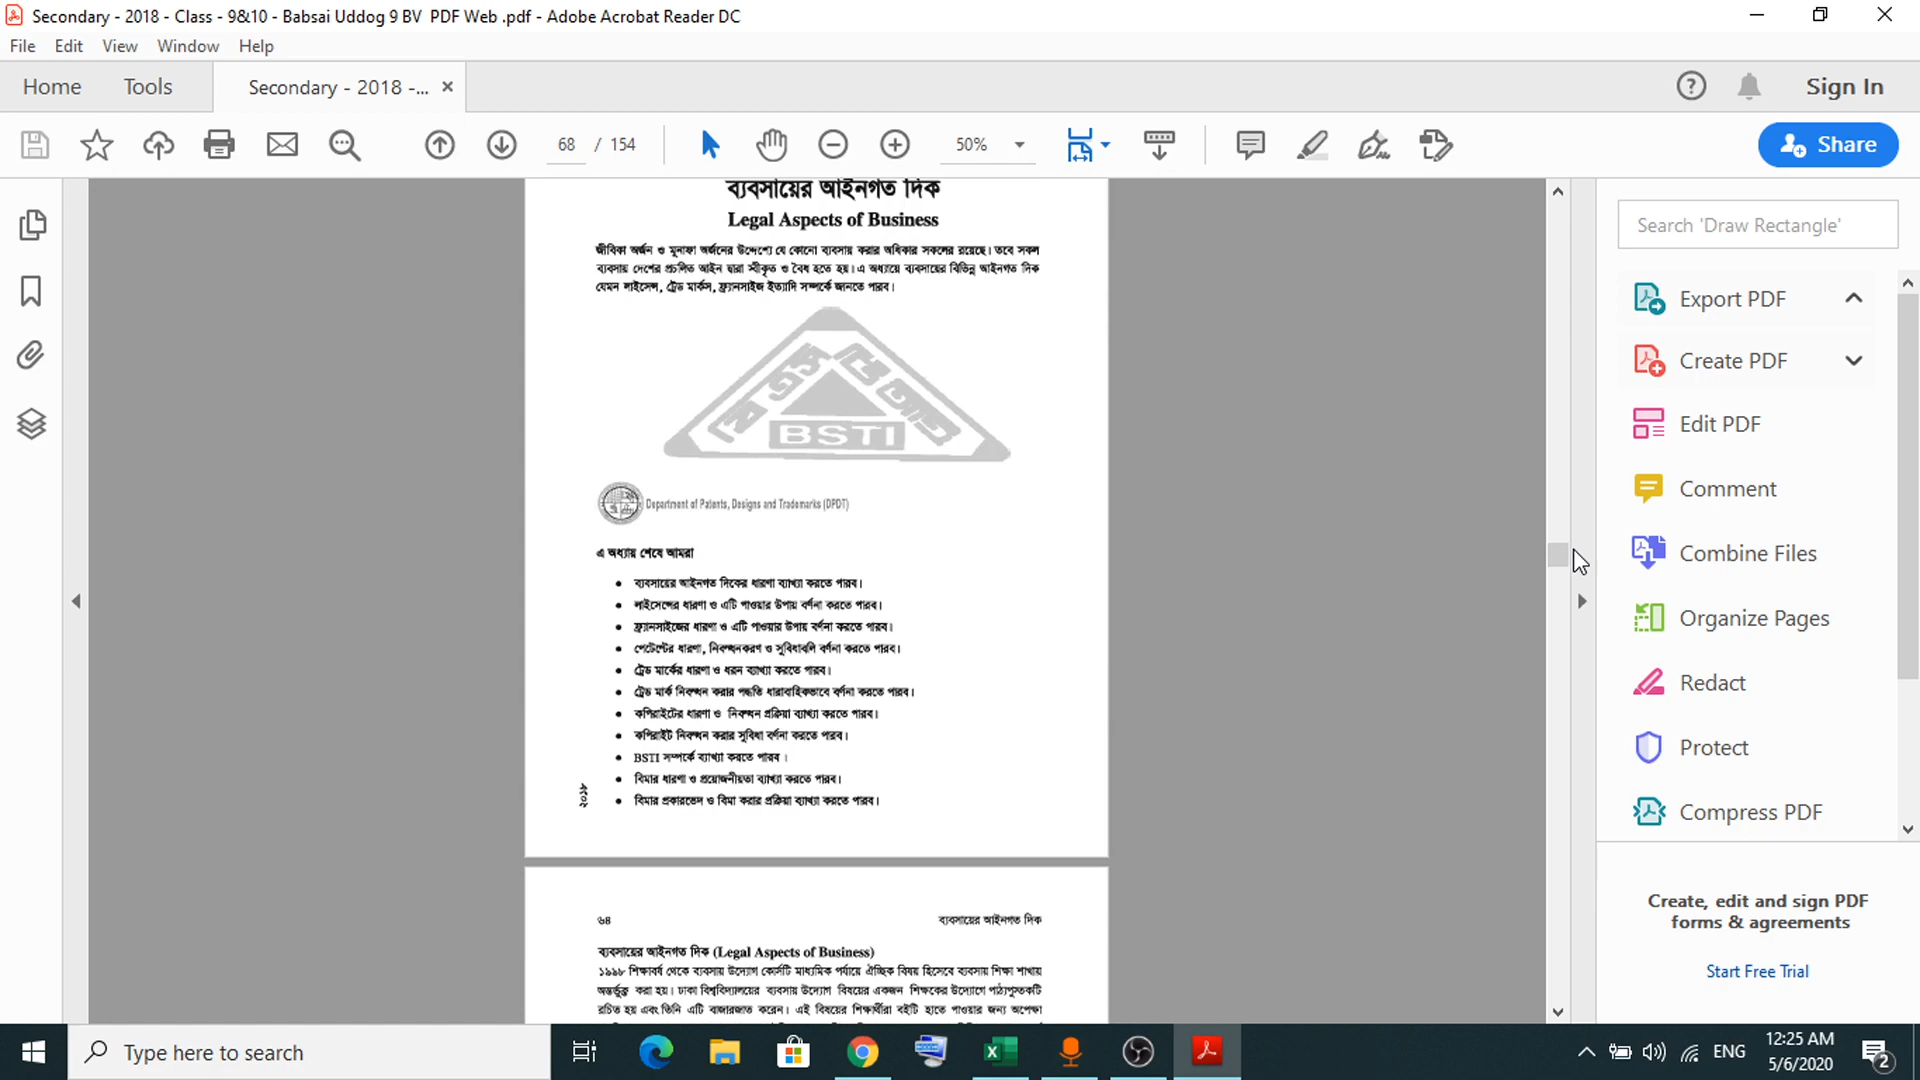 Secondary - 2018 - Class - 9&10 - Babsai Uddog 9 BV PDF Web .pdf - Adobe Acrobat Reader DC
File Edit View Window Help
Home Tools Secondary - 2018 -... × Sign In
68 / 154 50% Share
ব্যবসায়ের আইনগত দিক
Legal Aspects of Business
জীবিকা অর্জন ও মুনাফা অর্জনের উদ্দেশ্যে যে কোনো ব্যবসায় করার অধিকার সকলের রয়েছে। তবে সকল
ব্যবসায় দেশের প্রচলিত আইন দ্বারা স্বীকৃত ও বৈধ হতে হয়। এ অধ্যায়ে ব্যবসায়ের বিভিন্ন আইনগত দিক
যেমন লাইসেন্স, ট্রেড মার্কস, ফ্র্যানসাইজ ইত্যাদি সম্পর্কে জানতে পারব।
BSTI
Department of Patents, Designs and Trademarks (DPDT)
এ অধ্যায় শেষে আমরা
• ব্যবসায়ের আইনগত দিকের ধারণা ব্যাখ্যা করতে পারব।
• লাইসেন্সের ধারণা ও এটি পাওয়ার উপায় বর্ণনা করতে পারব।
• ফ্র্যানসাইজের ধারণা ও এটি পাওয়ার উপায় বর্ণনা করতে পারব।
• পেটেন্টের ধারণা, নিবন্ধনকরণ ও সুবিধাবলি বর্ণনা করতে পারব।
• ট্রেড মার্কের ধারণা ও ধরন ব্যাখ্যা করতে পারব।
• ট্রেড মার্ক নিবন্ধন করার পদ্ধতি ধারাবাহিকভাবে বর্ণনা করতে পারব।
• কপিরাইটের ধারণা ও নিবন্ধন প্রক্রিয়া ব্যাখ্যা করতে পারব।
• কপিরাইট নিবন্ধন করার সুবিধা বর্ণনা করতে পারব।
• BSTI সম্পর্কে ব্যাখ্যা করতে পারব।
• বিমার ধারণা ও প্রয়োজনীয়তা ব্যাখ্যা করতে পারব।
• বিমার প্রকারভেদ ও বিমা করার প্রক্রিয়া ব্যাখ্যা করতে পারব।
২০১৮
৬৪ ব্যবসায়ের আইনগত দিক
ব্যবসায়ের আইনগত দিক (Legal Aspects of Business)
১৯৯৮ শিক্ষাবর্ষ থেকে ব্যবসায় উদ্যোগ কোর্সটি মাধ্যমিক পর্যায়ে ঐচ্ছিক বিষয় হিসেবে ব্যবসায় শিক্ষা শাখায়
অন্তর্ভুক্ত করা হয়। ঢাকা বিশ্ববিদ্যালয়ের ব্যবসায় উদ্যোগ বিষয়ের একজন শিক্ষকের উদ্যোগে পাঠ্যপুস্তকটি
রচিত হয় এবং তিনি এটি বাজারজাত করেন। এই বিষয়ের শিক্ষার্থীরা বইটি হাতে পাওয়ার জন্য অপেক্ষা
Search 'Draw Rectangle'
Export PDF
Create PDF
Edit PDF
Comment
Combine Files
Organize Pages
Redact
Protect
Compress PDF
Create, edit and sign PDF
forms & agreements
Start Free Trial
Type here to search
ENG
12:25 AM
5/6/2020
2